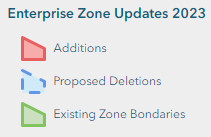 Enterprise Zone Updates 2023
Additions
Proposed Deletions
Existing Zone Bondaries